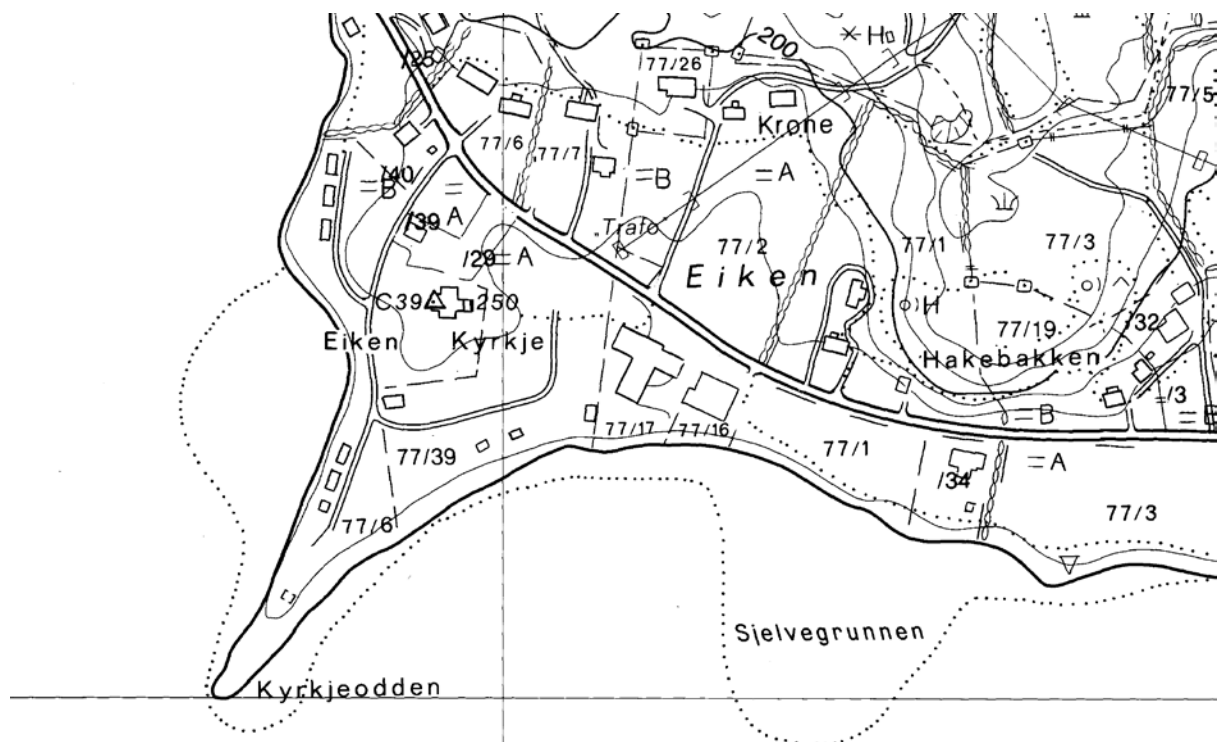 200
H
/25
77/26
77/5
Krone
77/6
77/7
/40
B
B
A
A
/39
Trafo
77/2
77/1
77/3
/29
A
Eiken
C39
250
H
77/19
/32
Eiken Kyrkje
Hakebakken
/3
B
B
77/17
77/16
77/39
77/1
A
/34
77/6
77/3
Sjelvegrunnen
Kyrkjeodden